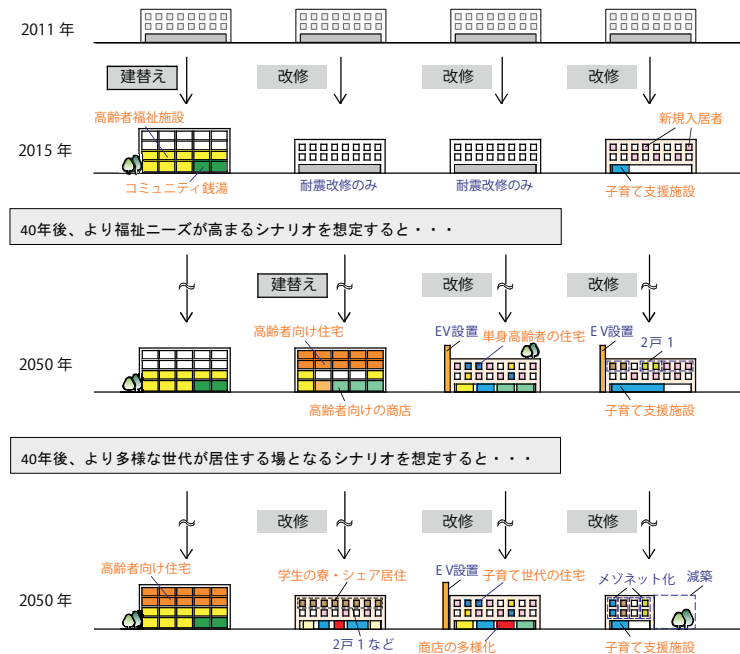 2011 年
建替え
改修
改修
改修
高齢者福祉施設
新規入居者
2015 年
コミュニティ銭湯
耐震改修のみ
耐震改修のみ
子育て支援施設
40年後、より福祉ニーズが高まるシナリオを想定すると・・・
建替え
改修
改修
高齢者向け住宅
EV設置
単身高齢者の住宅
EV設置
2戸1
2050 年
高齢者向けの商店
子育て支援施設
40年後、より多様な世代が居住する場となるシナリオを想定すると・・・
改修
改修
改修
高齢者向け住宅
学生の寮・シェア居住
EV設置
子育て世代の住宅
メゾネット化
減築
2050 年
2戸1など
商店の多様化
子育て支援施設